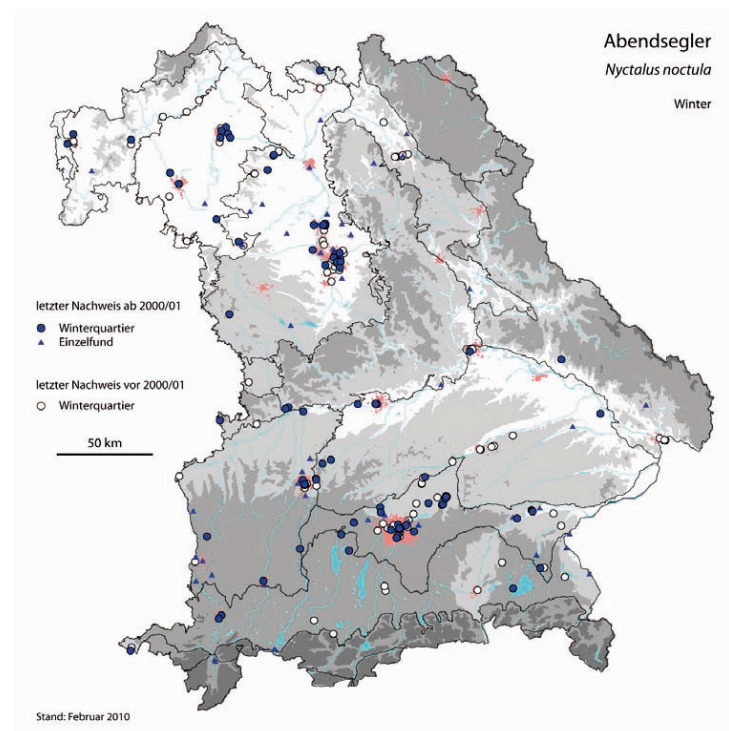 Abendsegler
Nyctalus noctula
Winter
letzter Nachweis ab 2000/01
Winterquartier
Einzelfund
letzter Nachweis vor 2000/01
Winterquartier
50 km
Stand: Februar 2010